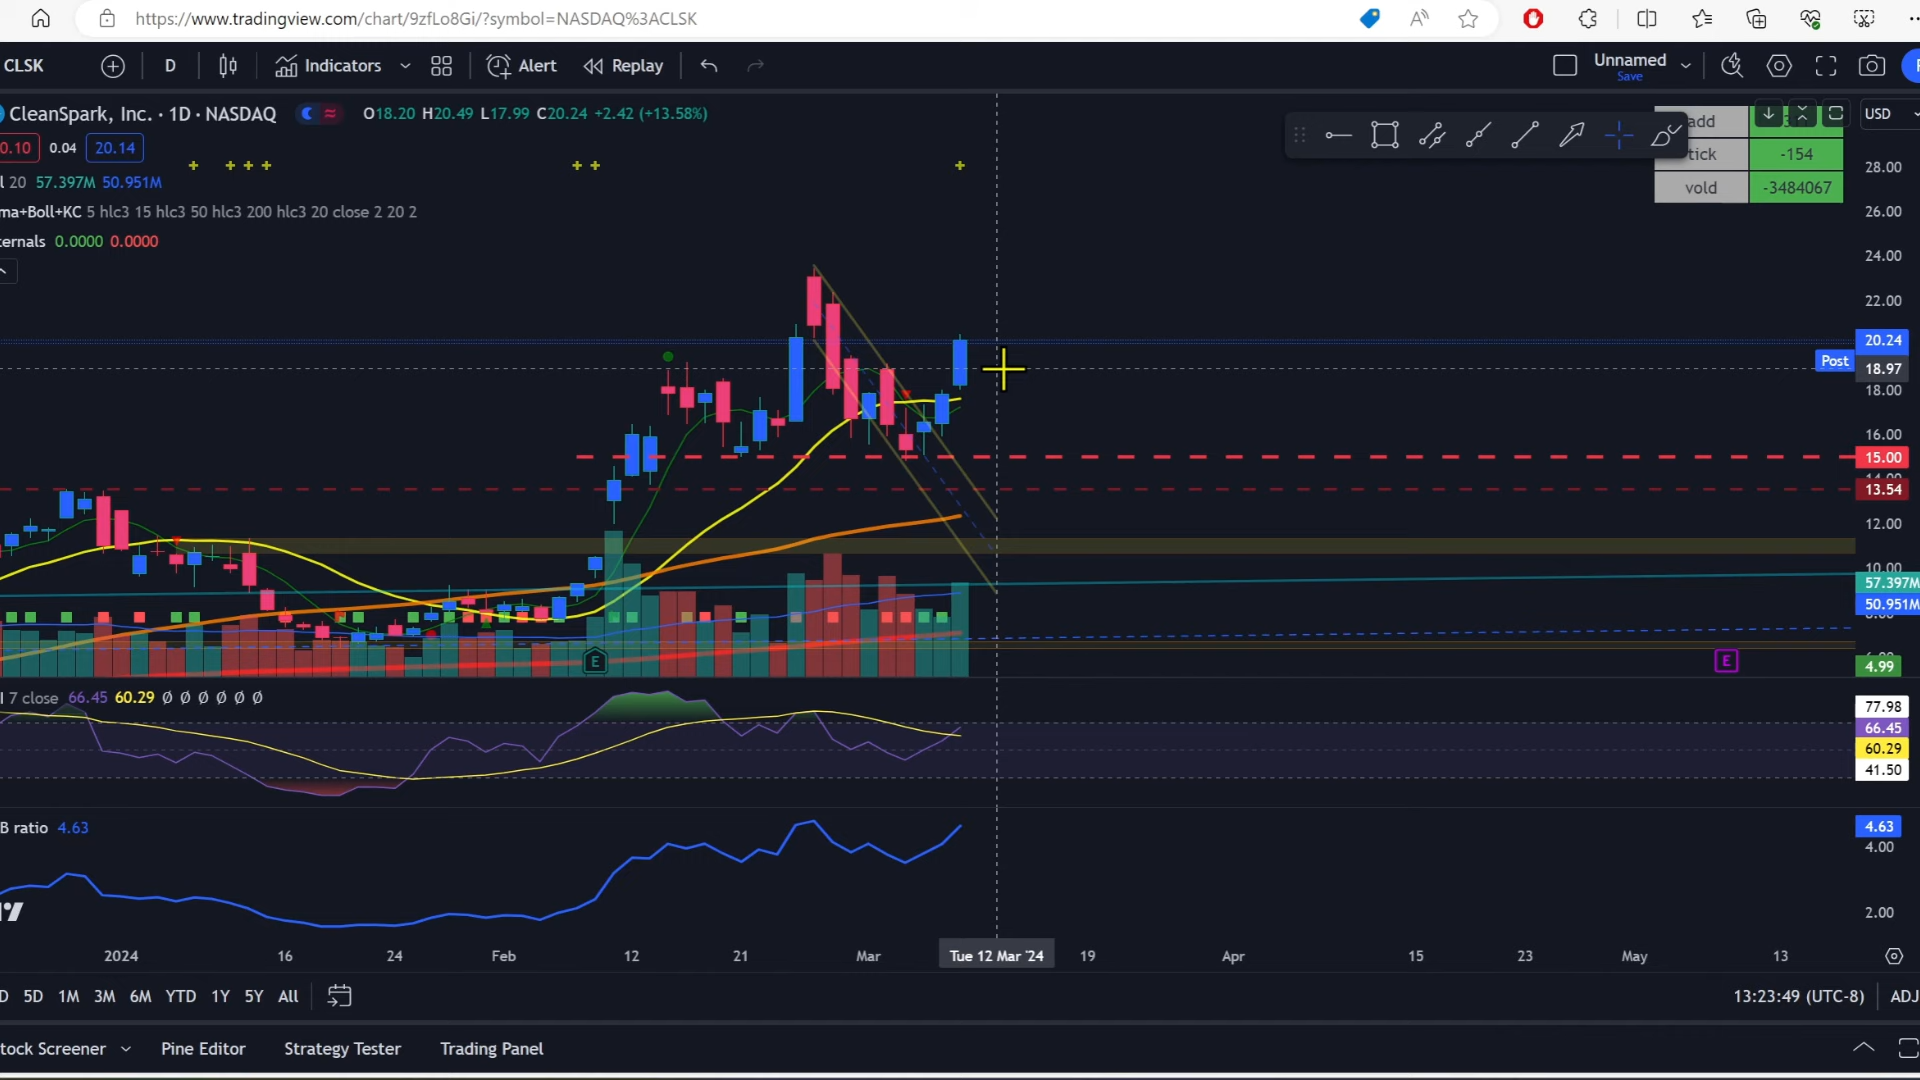 https://www.tradingview.com/chart/9zfLo8Gi/?symbol=NASDAQ%3ACLSK
CLSK D Indicators Alert Replay Unnamed
Save
CleanSpark, Inc. · 1D · NASDAQ O18.20 H20.49 L17.99 C20.24 +2.42 (+13.58%) USD
add
0.10 0.04 20.14
tick -154
l 20 57.397M 50.951M
vold -3484067
ma+Boll+KC 5 hlc3 15 hlc3 50 hlc3 200 hlc3 20 close 2 20 2
ternals 0.0000 0.0000
28.00
26.00
24.00
22.00
20.24
Post
18.97
18.00
16.00
15.00
13.54
12.00
10.00
57.397M
50.951M
E
E
4.99
I 7 close 66.45 60.29 Ø Ø Ø Ø Ø Ø
77.98
66.45
60.29
41.50
B ratio 4.63
4.63
4.00
2.00
2024 16 24 Feb 12 21 Mar Tue 12 Mar '24 19 Apr 15 23 May 13
D 5D 1M 3M 6M YTD 1Y 5Y All 13:23:49 (UTC-8) ADJ
tock Screener Pine Editor Strategy Tester Trading Panel